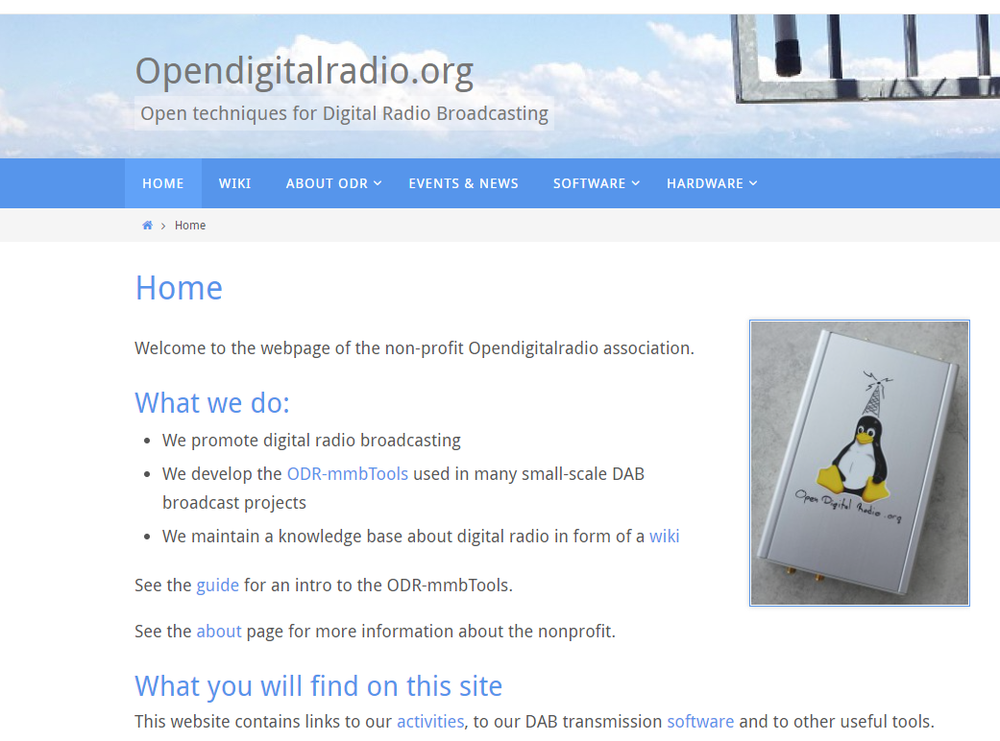 Opendigitalradio.org
Open techniques for Digital Radio Broadcasting
HOME WIKI ABOUT ODR EVENTS & NEWS SOFTWARE HARDWARE
Home
Home
Welcome to the webpage of the non-profit Opendigitalradio association.
What we do:
We promote digital radio broadcasting
We develop the ODR-mmbTools used in many small-scale DAB
broadcast projects
We maintain a knowledge base about digital radio in form of a wiki
Open Digital Radio .org
See the guide for an intro to the ODR-mmbTools.
See the about page for more information about the nonprofit.
What you will find on this site
This website contains links to our activities, to our DAB transmission software and to other useful tools.